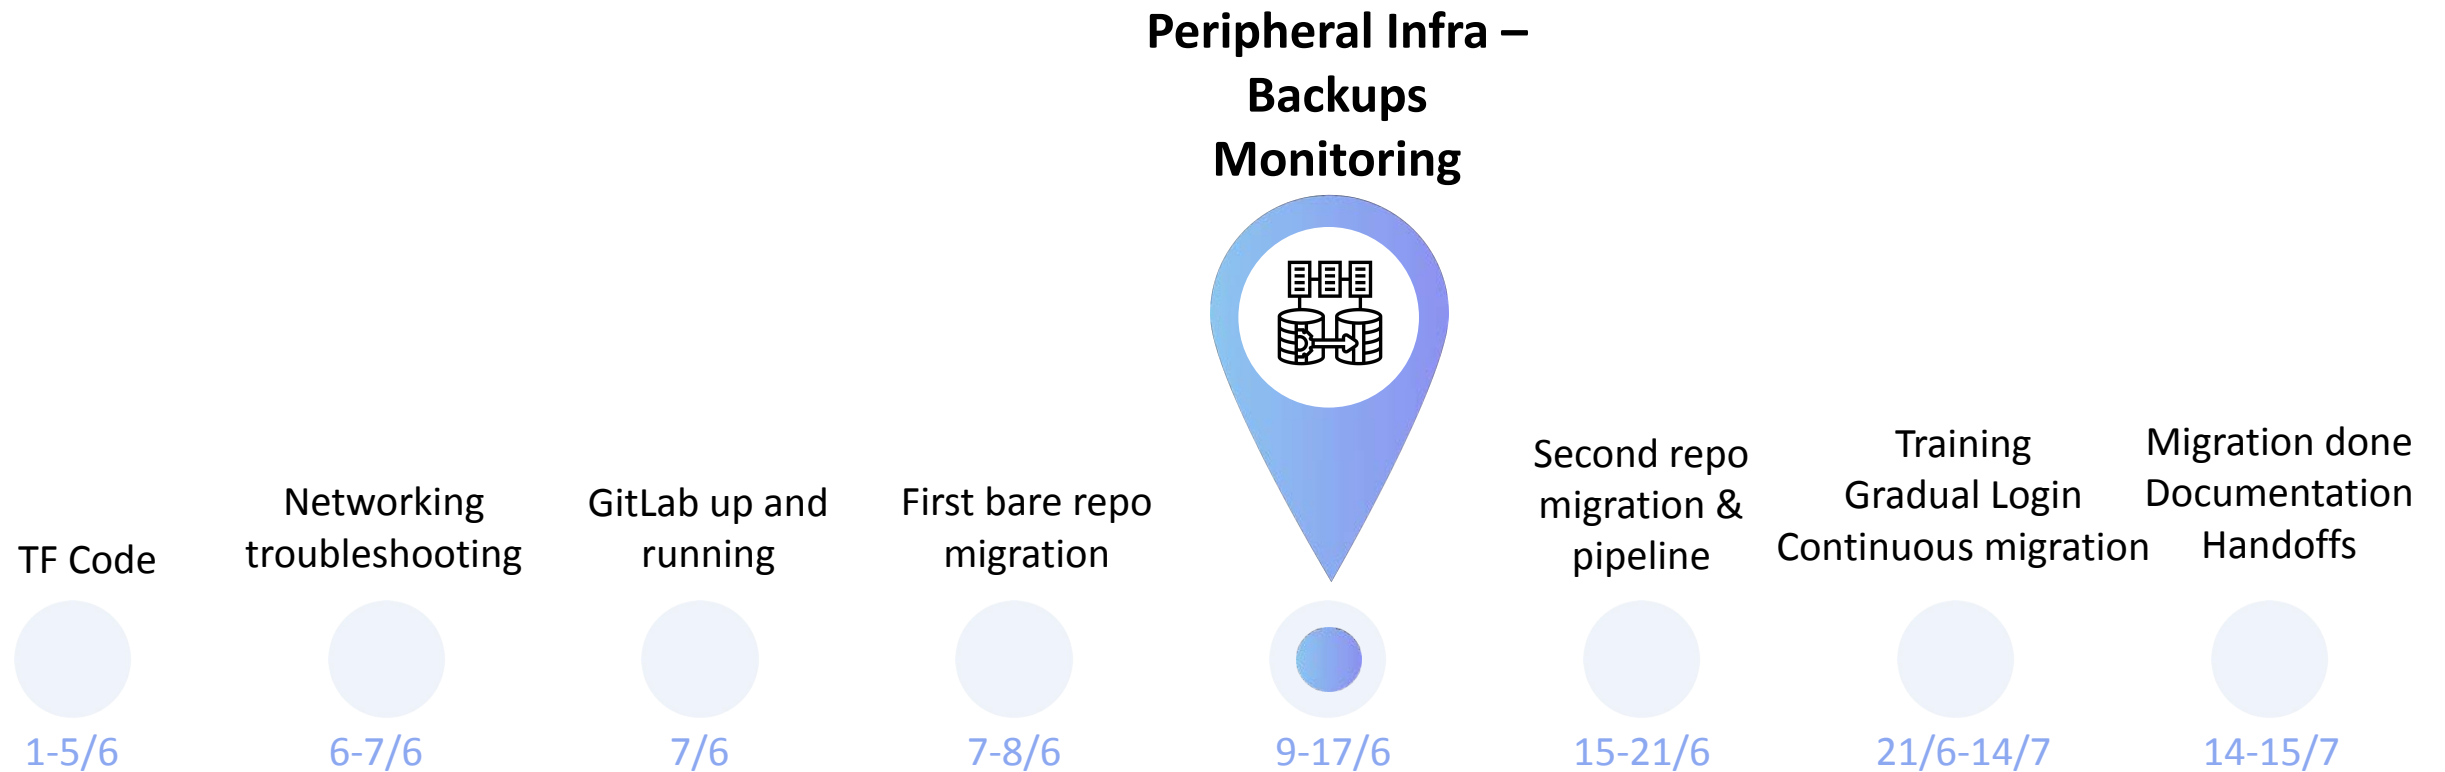 Peripheral Infra –
Backups
Monitoring
TF Code
Networking
troubleshooting
GitLab up and
running
First bare repo
migration
Second repo
migration &
pipeline
Training
Gradual Login
Continuous migration
Migration done
Documentation
Handoffs
1-5/6
6-7/6
7/6
7-8/6
9-17/6
15-21/6
21/6-14/7
14-15/7